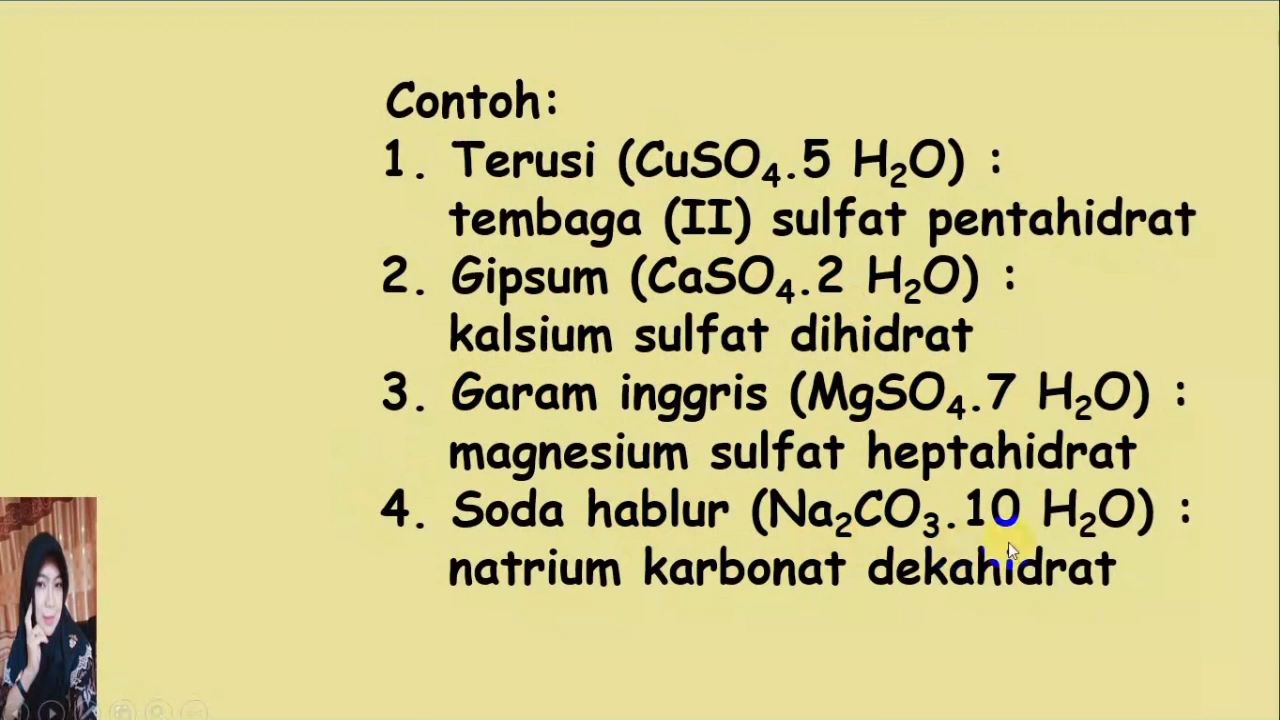 Contoh:
1. Terusi (CuSO₄.5 H₂O) :
tembaga (II) sulfat pentahidrat
2. Gipsum (CaSO₄.2 H₂O) :
kalsium sulfat dihidrat
3. Garam inggris (MgSO₄.7 H₂O) :
magnesium sulfat heptahidrat
4. Soda hablur (Na₂CO₃.10 H₂O) :
natrium karbonat dekahidrat